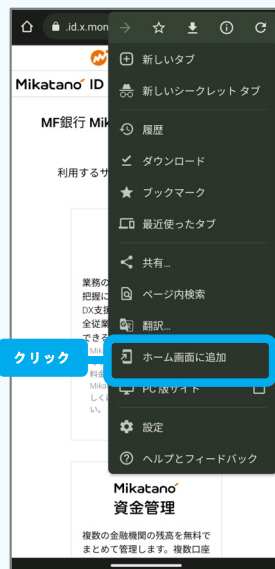 .id.x.mon
新しいタブ
Mikatano ID
新しいシークレット タブ
MF銀行 Mik
履歴
ダウンロード
利用するサ
ブックマーク
最近使ったタブ
共有...
業務の
把握に
ページ内検索
DX支援
全従業
翻訳...
できる
クリック
ホーム画面に追加
料金
PC版サイト
しくは
い。
設定
ヘルプとフィードバック
Mikatano
資金管理
複数の金融機関の残高を無料で
まとめて管理します。複数口座